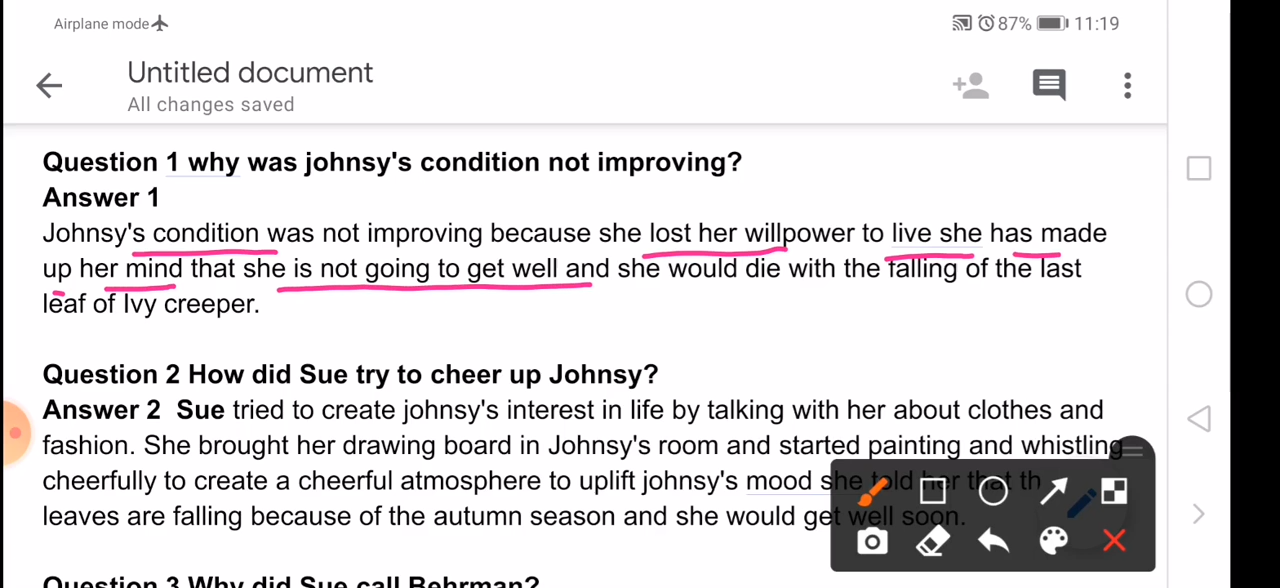 Airplane mode 87% 11:19
Untitled document
All changes saved
Question 1 why was johnsy's condition not improving?
Answer 1
Johnsy's condition was not improving because she lost her willpower to live she has made
up her mind that she is not going to get well and she would die with the falling of the last
leaf of Ivy creeper.
Question 2 How did Sue try to cheer up Johnsy?
Answer 2 Sue tried to create johnsy's interest in life by talking with her about clothes and
fashion. She brought her drawing board in Johnsy's room and started painting and whistling
cheerfully to create a cheerful atmosphere to uplift johnsy's mood she told her that
leaves are falling because of the autumn season and she would get well soon.
Question 3 Why did Sue call Behrman?